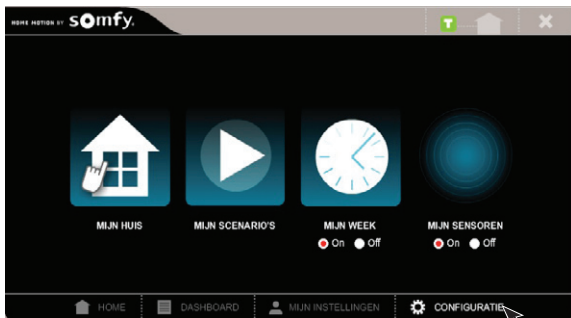 HOME MOTION BY somfy.
T
MIJN HUIS
MIJN SCENARIO'S
MIJN WEEK
On Off
MIJN SENSOREN
On Off
HOME
DASHBOARD
MIJN INSTELLINGEN
CONFIGURATIE